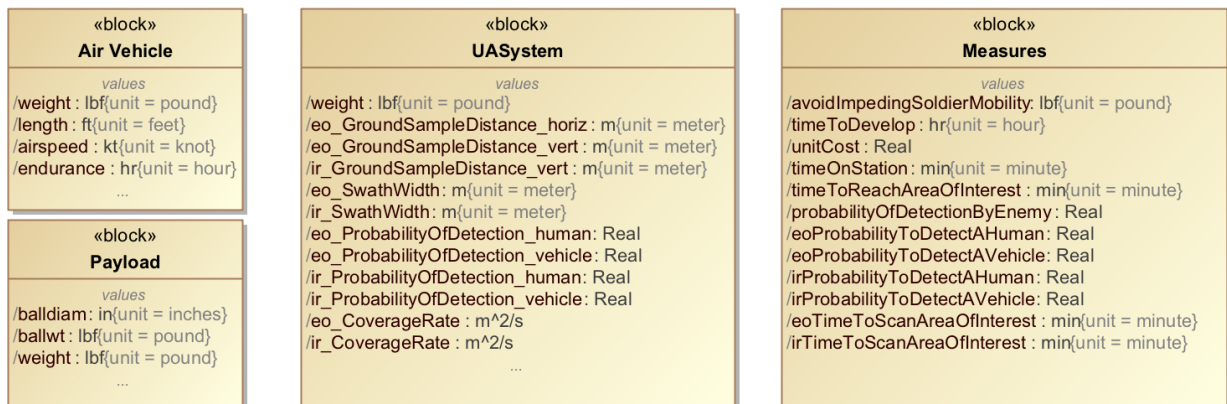 «block»
Air Vehicle
values
/weight : lbf{unit = pound}
/length : ft{unit = feet}
/airspeed : kt{unit = knot}
/endurance : hr{unit = hour}
...
«block»
Payload
values
/balldiam: in{unit = inches}
/ballwt: lbf{unit = pound}
/weight: lbf{unit = pound}
...
«block»
UASystem
values
/weight : lbf{unit = pound}
/eo_GroundSampleDistance_horiz : m{unit = meter}
/eo_GroundSampleDistance_vert : m{unit = meter}
/ir_GroundSampleDistance_vert : m{unit = meter}
/eo_SwathWidth: m{unit = meter}
/ir_SwathWidth: m{unit = meter}
/eo_ProbabilityOfDetection_human: Real
/eo_ProbabilityOfDetection_vehicle: Real
/ir_ProbabilityOfDetection_human: Real
/ir_ProbabilityOfDetection_vehicle: Real
/eo_CoverageRate : m^2/s
/ir_CoverageRate : m^2/s
...
«block»
Measures
values
/avoidImpedingSoldierMobility: lbf{unit = pound}
/timeToDevelop : hr{unit = hour}
/unitCost : Real
/timeOnStation : min{unit = minute}
/timeToReachAreaOfInterest : min{unit = minute}
/probabilityOfDetectionByEnemy: Real
/eoProbabilityToDetectAHuman: Real
/eoProbabilityToDetectAVehicle: Real
/irProbabilityToDetectAHuman: Real
/irProbabilityToDetectAVehicle: Real
/eoTimeToScanAreaOfInterest : min{unit = minute}
/irTimeToScanAreaOfInterest : min{unit = minute}